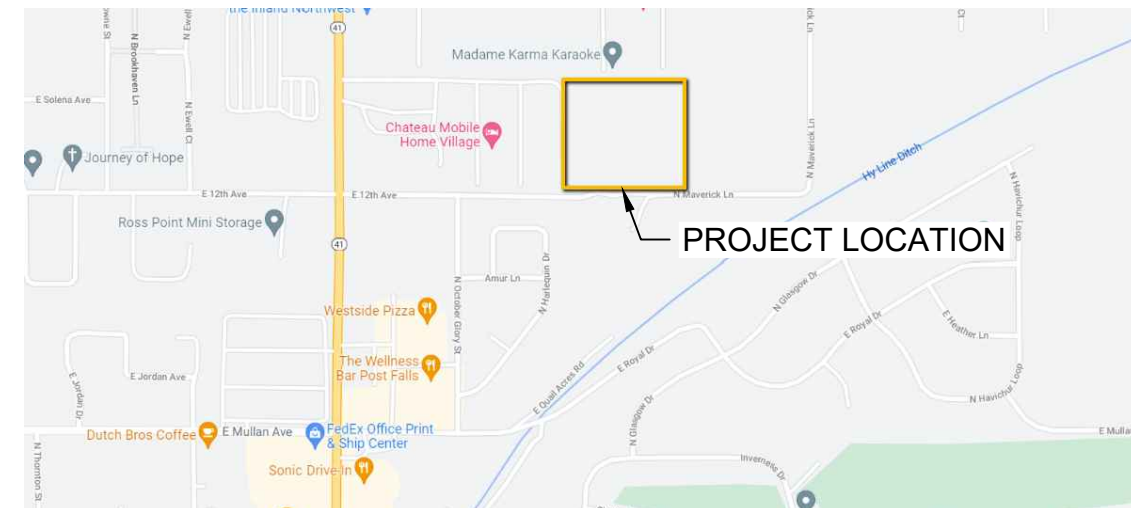 the Inland Northwest
41
Madame Karma Karaoke
N Brookhaven Ln
N Ewell Ct
E Solena Ave
Chateau Mobile
Home Village
Journey of Hope
N Maverick Ln
Hy Line Ditch
E 12th Ave
E 12th Ave
N Maverick Ln
N Havichur Loop
Ross Point Mini Storage
41
PROJECT LOCATION
Amur Ln
N Harlequin Dr
N October Glory St
N Glasgow Dr
Westside Pizza
E Royal Dr
E Heather Ln
The Wellness
Bar Post Falls
E Royal Dr
E Jordan Ave
E Jordan Dr
E Quail Acres Rd
N Glasgow Dr
N Havichur Loop
Dutch Bros Coffee
E Mullan Ave
FedEx Office Print
& Ship Center
E Mulla
N Thornton St
Sonic Drive-In
Inverness Dr